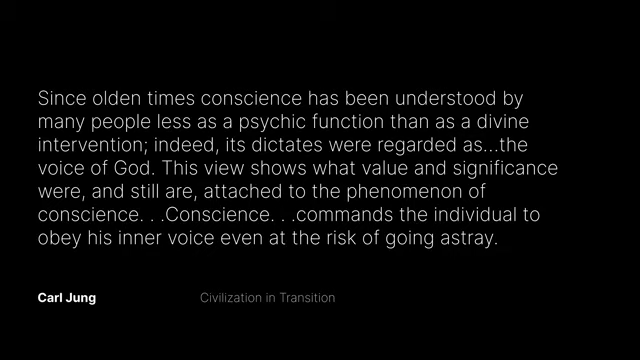 Since olden times conscience has been understood by
many people less as a psychic function than as a divine
intervention; indeed, its dictates were regarded as...the
voice of God. This view shows what value and significance
were, and still are, attached to the phenomenon of
conscience. . .Conscience. . .commands the individual to
obey his inner voice even at the risk of going astray.
Carl Jung Civilization in Transition